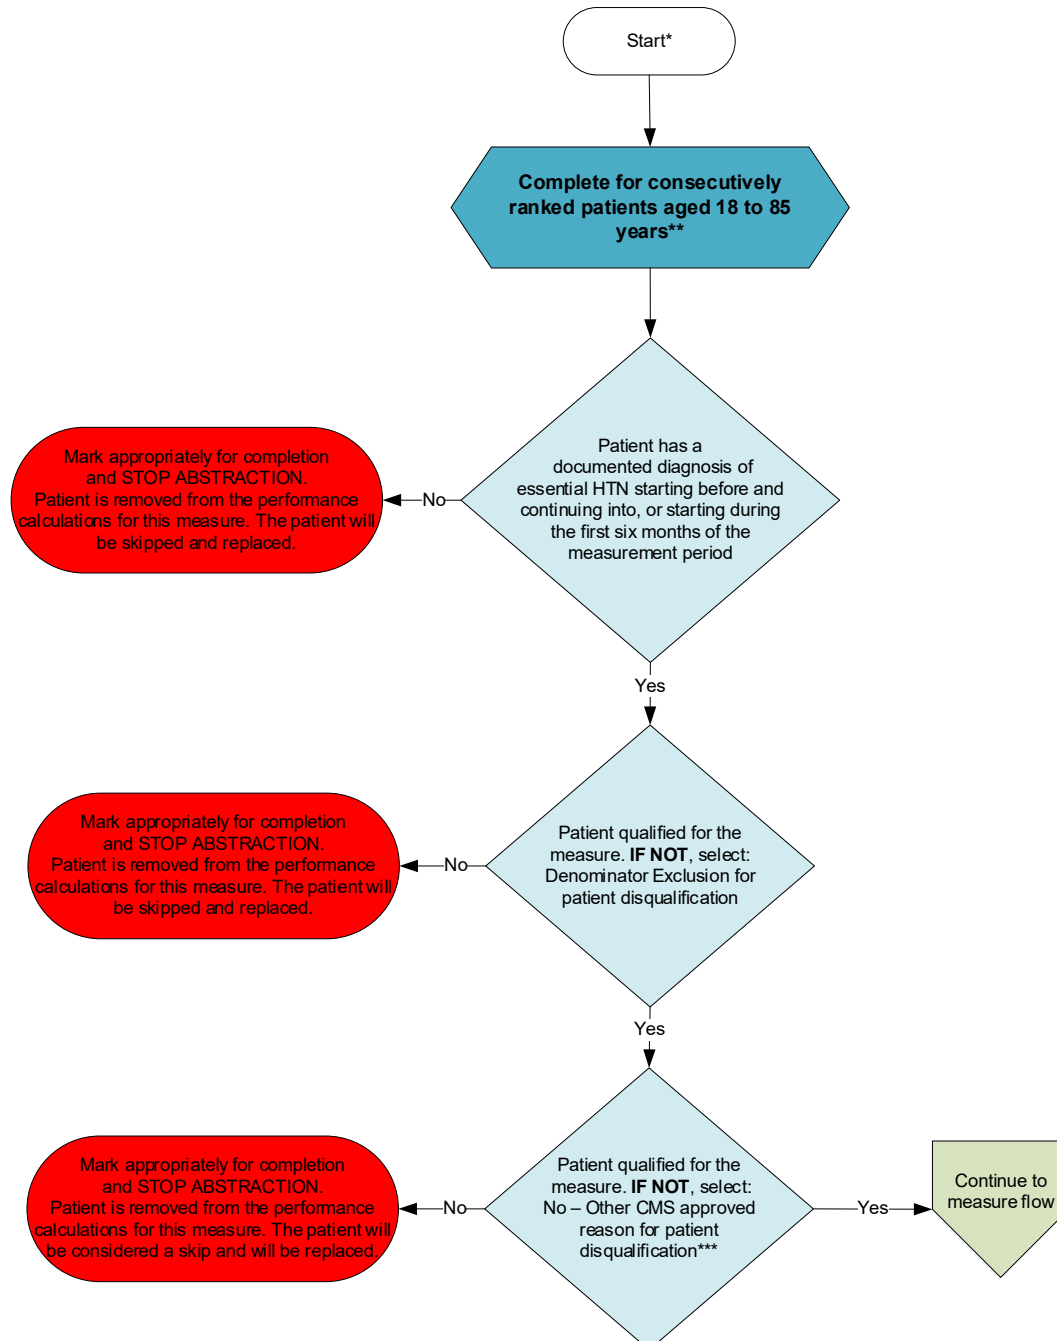 Start*
Complete for consecutively
ranked patients aged 18 to 85
years**
Patient has a
documented diagnosis of
essential HTN starting before and
continuing into, or starting during
the first six months of the
measurement period
No
Mark appropriately for completion
and STOP ABSTRACTION.
Patient is removed from the performance
calculations for this measure. The patient will
be skipped and replaced.
Yes
Patient qualified for the
measure. IF NOT, select:
Denominator Exclusion for
patient disqualification
No
Mark appropriately for completion
and STOP ABSTRACTION.
Patient is removed from the performance
calculations for this measure. The patient will
be skipped and replaced.
Yes
Patient qualified for the
measure. IF NOT, select:
No – Other CMS approved
reason for patient
disqualification***
No
Mark appropriately for completion
and STOP ABSTRACTION.
Patient is removed from the performance
calculations for this measure. The patient will
be considered a skip and will be replaced.
Yes
Continue to
measure flow